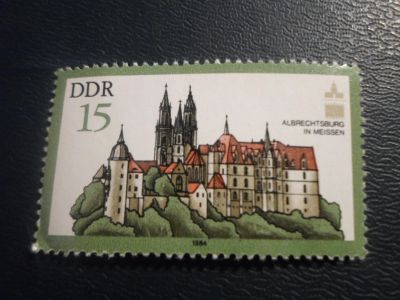 DDR
15
ALBRECHTSBURG
IN MEISSEN
1984